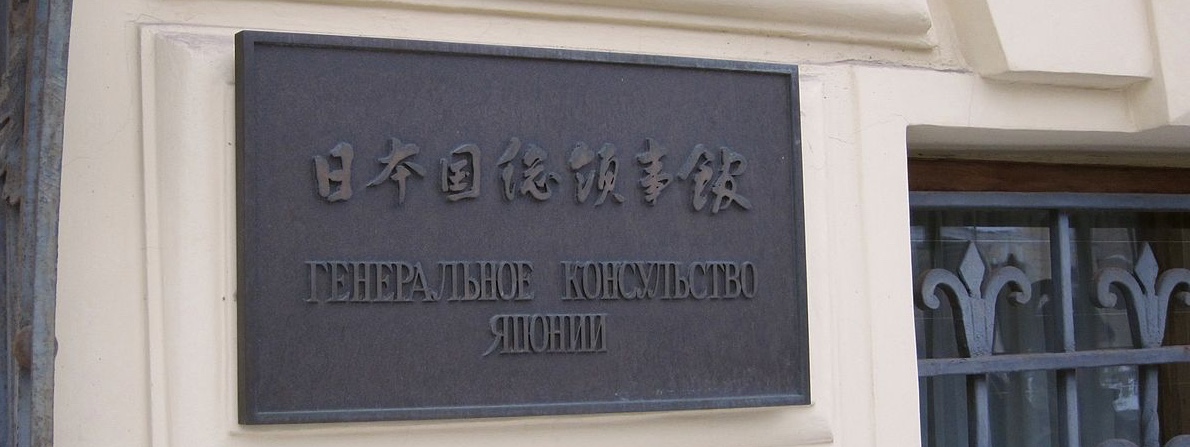 日本国総領事館
ГЕНЕРАЛЬНОЕ КОНСУЛЬСТВО
ЯПОНИИ